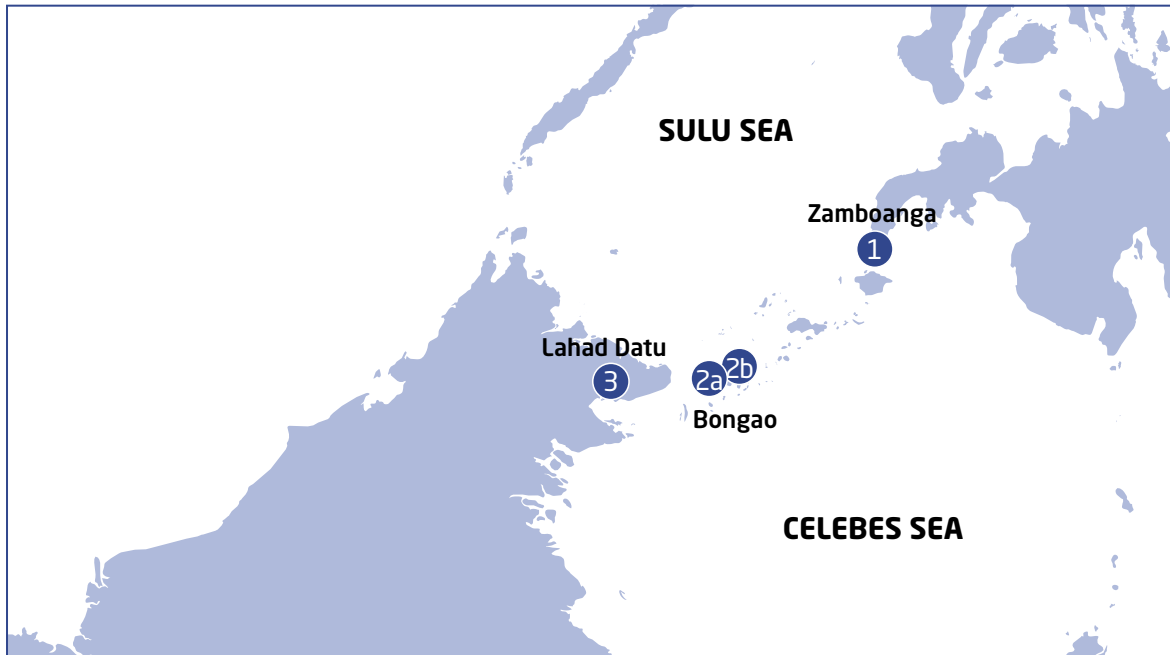 SULU SEA
Zamboanga
1
Lahad Datu
3
2a
2b
Bongao
CELEBES SEA